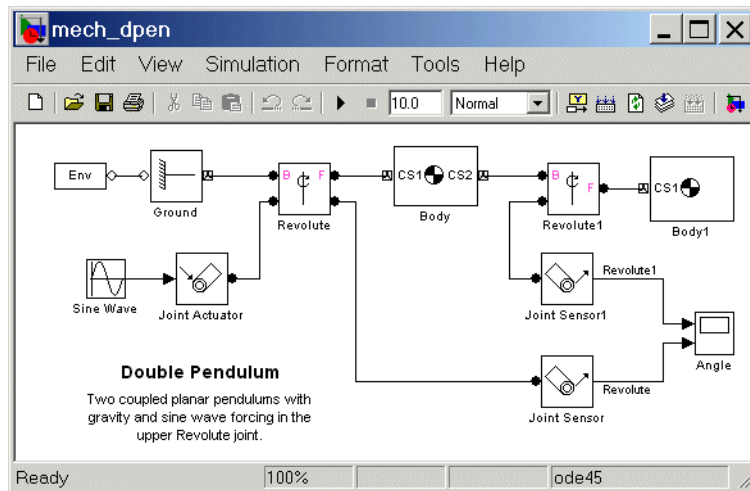 mech_dpen
File Edit View Simulation Format Tools Help
10.0 Normal
Env
Ground
B F
Revolute
CS1 CS2
Body
B F
Revolute1
CS1
Body1
Sine Wave
Joint Actuator
Joint Sensor1
Revolute1
Angle
Joint Sensor
Revolute
Double Pendulum
Two coupled planar pendulums with
gravity and sine wave forcing in the
upper Revolute joint.
Ready 100% ode45